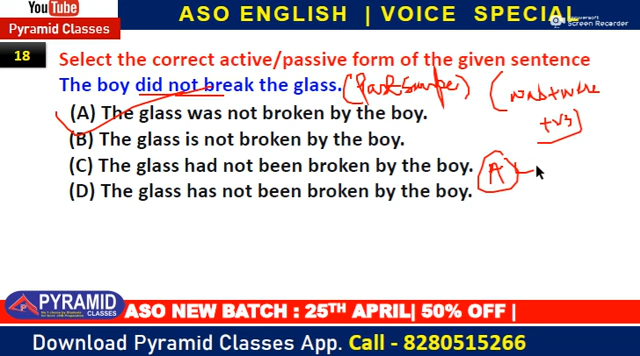 YouTube
Pyramid Classes
ASO ENGLISH | VOICE SPECIAL
SCREEN RECORDER
18
Select the correct active/passive form of the given sentence
The boy did not break the glass.
(was+were
+V3
(A) The glass was not broken by the boy.
(B) The glass is not broken by the boy.
(C) The glass had not been broken by the boy.
A
(D) The glass has not been broken by the boy.
PYRAMID
CLASSES
ASO NEW BATCH : 25TH APRIL| 50% OFF |
Download Pyramid Classes App. Call - 8280515266